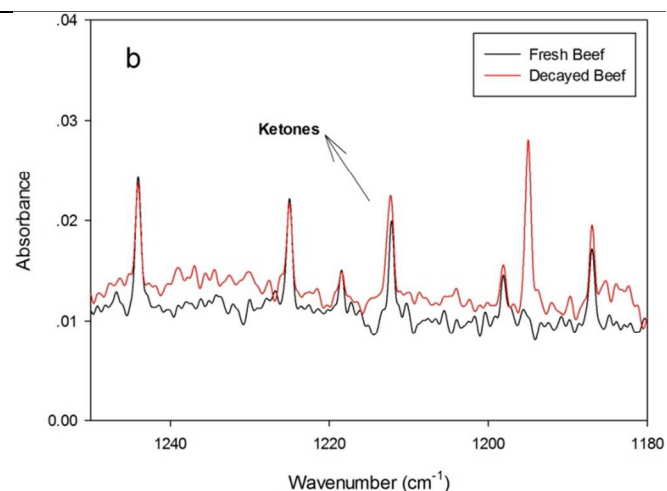 .04
b
Fresh Beef
Decayed Beef
.03
Ketones
.02
.01
0.00
Absorbance
1240
1220
1200
1180
Wavenumber (cm⁻¹)